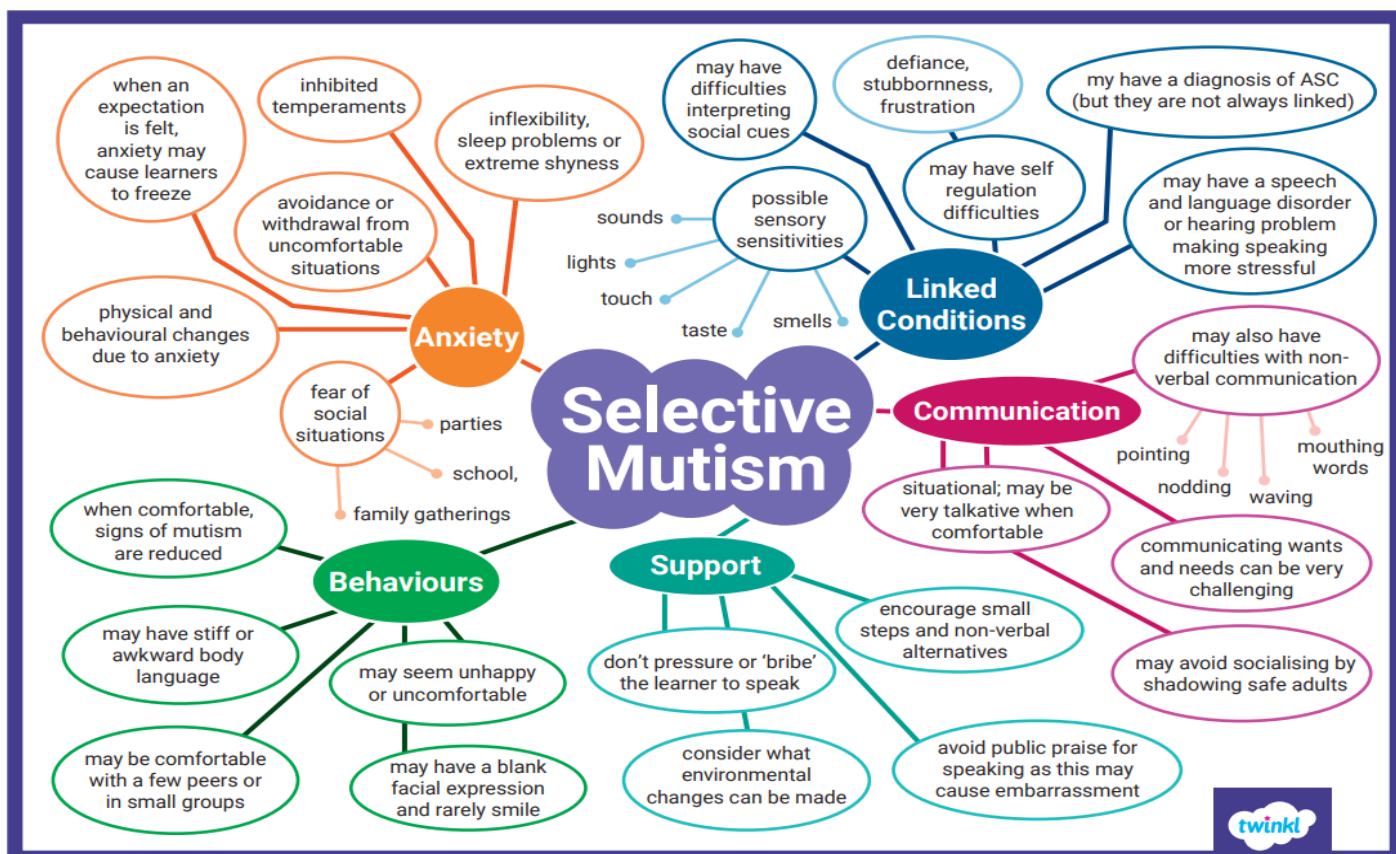 Selective
Mutism
Anxiety
when an
expectation
is felt,
anxiety may
cause learners
to freeze
inhibited
temperaments
inflexibility,
sleep problems or
extreme shyness
avoidance or
withdrawal from
uncomfortable
situations
physical and
behavioural changes
due to anxiety
fear of
social
situations
parties
school,
family gatherings
Linked
Conditions
may have
difficulties
interpreting
social cues
defiance,
stubbornness,
frustration
my have a diagnosis of ASC
(but they are not always linked)
may have self
regulation
difficulties
possible
sensory
sensitivities
sounds
lights
touch
taste
smells
may have a speech
and language disorder
or hearing problem
making speaking
more stressful
Communication
may also have
difficulties with non-
verbal communication
pointing
nodding
waving
mouthing
words
situational; may be
very talkative when
comfortable
communicating wants
and needs can be very
challenging
may avoid socialising by
shadowing safe adults
Behaviours
when comfortable,
signs of mutism
are reduced
may have stiff or
awkward body
language
may seem unhappy
or uncomfortable
may be comfortable
with a few peers or
in small groups
may have a blank
facial expression
and rarely smile
Support
don’t pressure or ‘bribe’
the learner to speak
encourage small
steps and non-verbal
alternatives
consider what
environmental
changes can be made
avoid public praise for
speaking as this may
cause embarrassment
twinkl